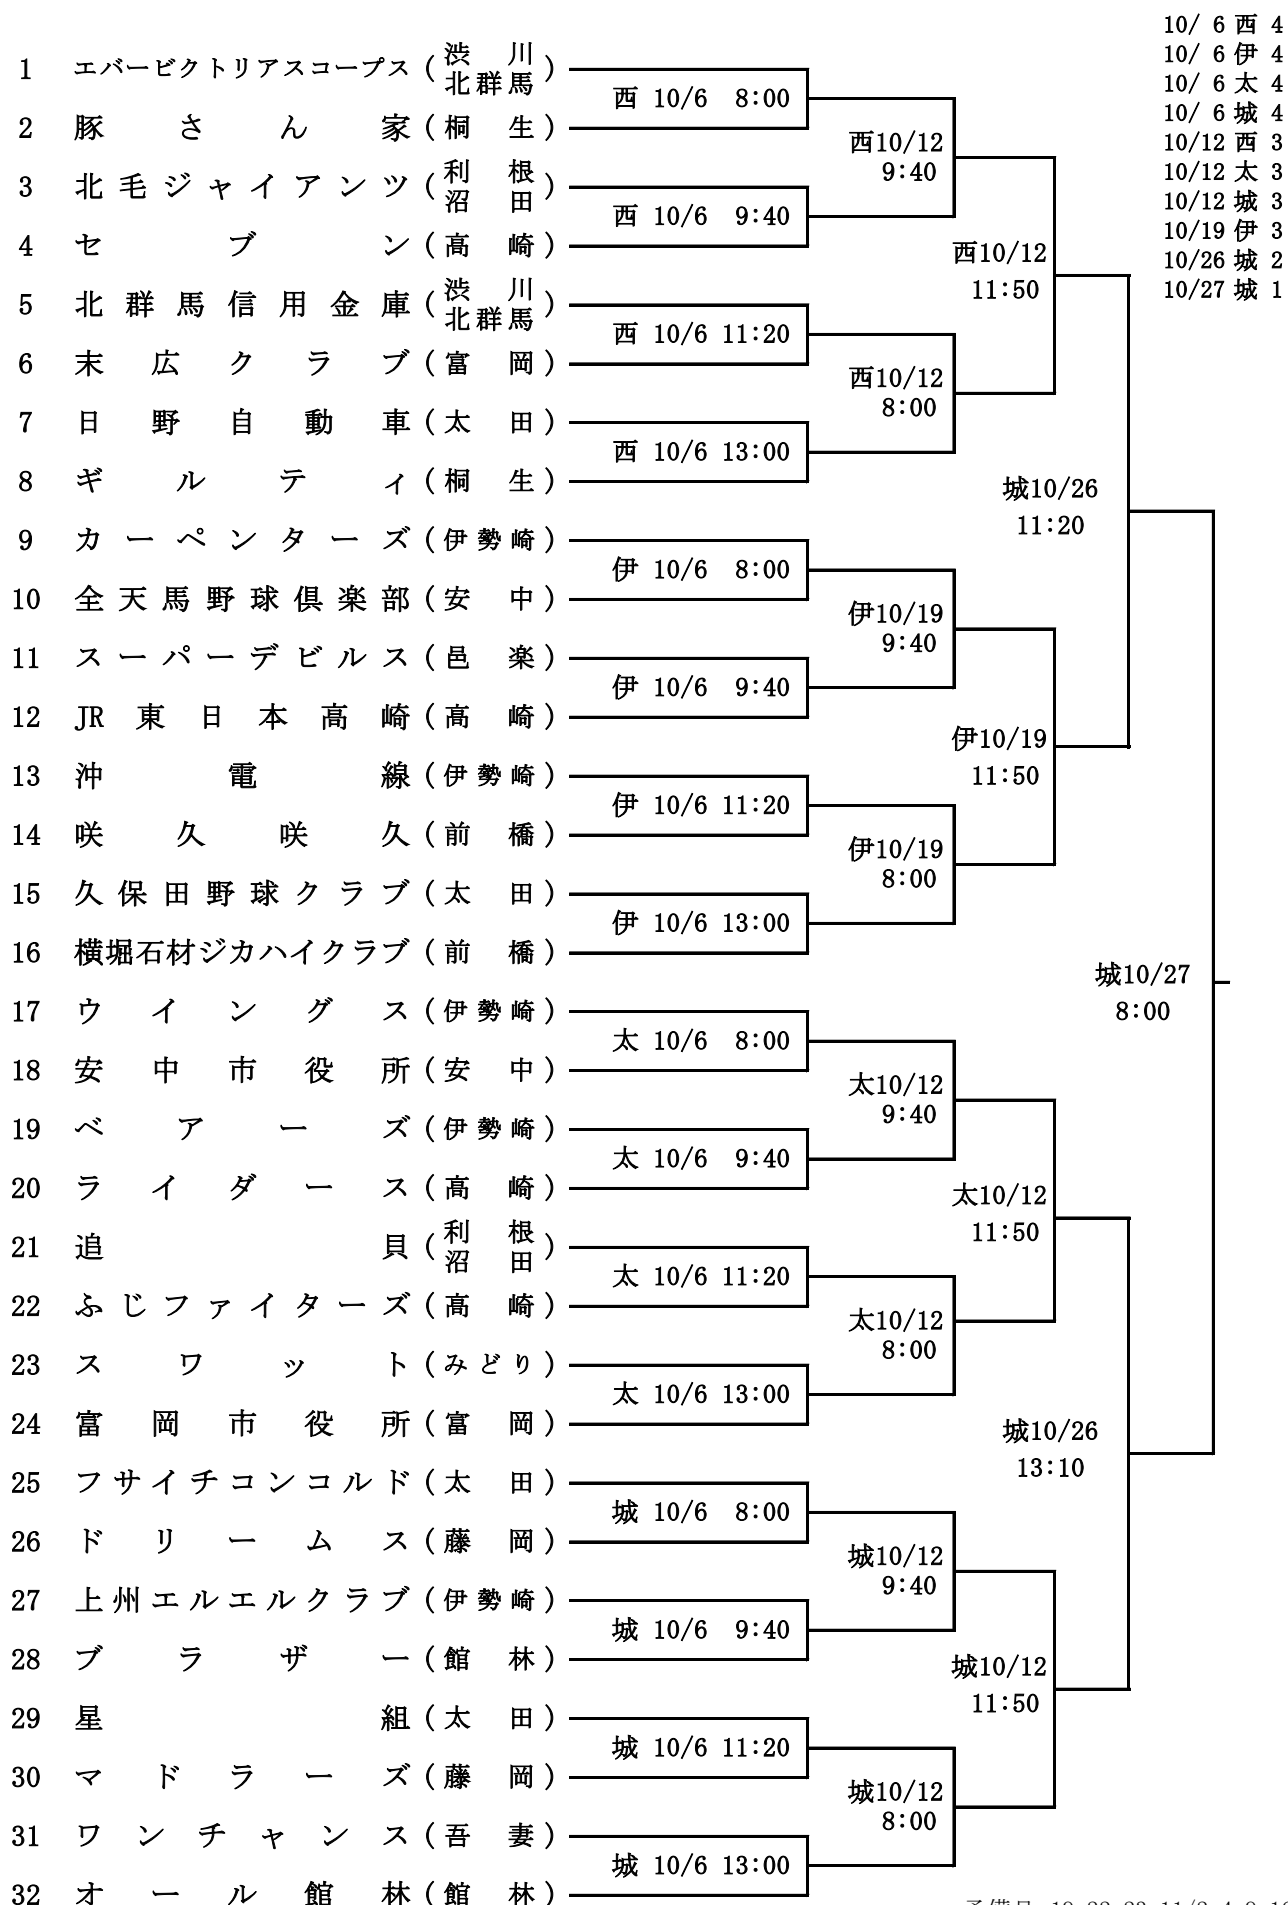 10/ 6 西 4
10/ 6 伊 4
10/ 6 太 4
10/ 6 城 4
10/12 西 3
10/12 太 3
10/12 城 3
10/19 伊 3
10/26 城 2
10/27 城 1
1 エバービクトリアスコープス (渋川北群馬)
西 10/6 8:00
2 豚さん家 (桐生)
西10/12
9:40
3 北毛ジャイアンツ (利根沼田)
西 10/6 9:40
4 セブン (高崎)
西10/12
11:50
5 北群馬信用金庫 (渋川北群馬)
西 10/6 11:20
6 末広クラブ (富岡)
西10/12
8:00
7 日野自動車 (太田)
西 10/6 13:00
8 ギルティ (桐生)
城10/26
11:20
9 カーペンターズ (伊勢崎)
伊 10/6 8:00
10 全天馬野球倶楽部 (安中)
伊10/19
9:40
11 スーパーデビルス (邑楽)
伊 10/6 9:40
12 JR東日本高崎 (高崎)
伊10/19
11:50
13 沖電線 (伊勢崎)
伊 10/6 11:20
14 咲久咲久 (前橋)
伊10/19
8:00
15 久保田野球クラブ (太田)
伊 10/6 13:00
16 横堀石材ジカハイクラブ (前橋)
城10/27
8:00
17 ウイングス (伊勢崎)
太 10/6 8:00
18 安中市役所 (安中)
太10/12
9:40
19 ベアーズ (伊勢崎)
太 10/6 9:40
20 ライダース (高崎)
太10/12
11:50
21 追貝 (利根沼田)
太 10/6 11:20
22 ふじファイターズ (高崎)
太10/12
8:00
23 スワット (みどり)
太 10/6 13:00
24 富岡市役所 (富岡)
城10/26
13:10
25 フサイチコンコルド (太田)
城 10/6 8:00
26 ドリームス (藤岡)
城10/12
9:40
27 上州エルエルクラブ (伊勢崎)
城 10/6 9:40
28 ブラザー (館林)
城10/12
11:50
29 星組 (太田)
城 10/6 11:20
30 マドラーズ (藤岡)
城10/12
8:00
31 ワンチャンス (吾妻)
城 10/6 13:00
32 オール館林 (館林)